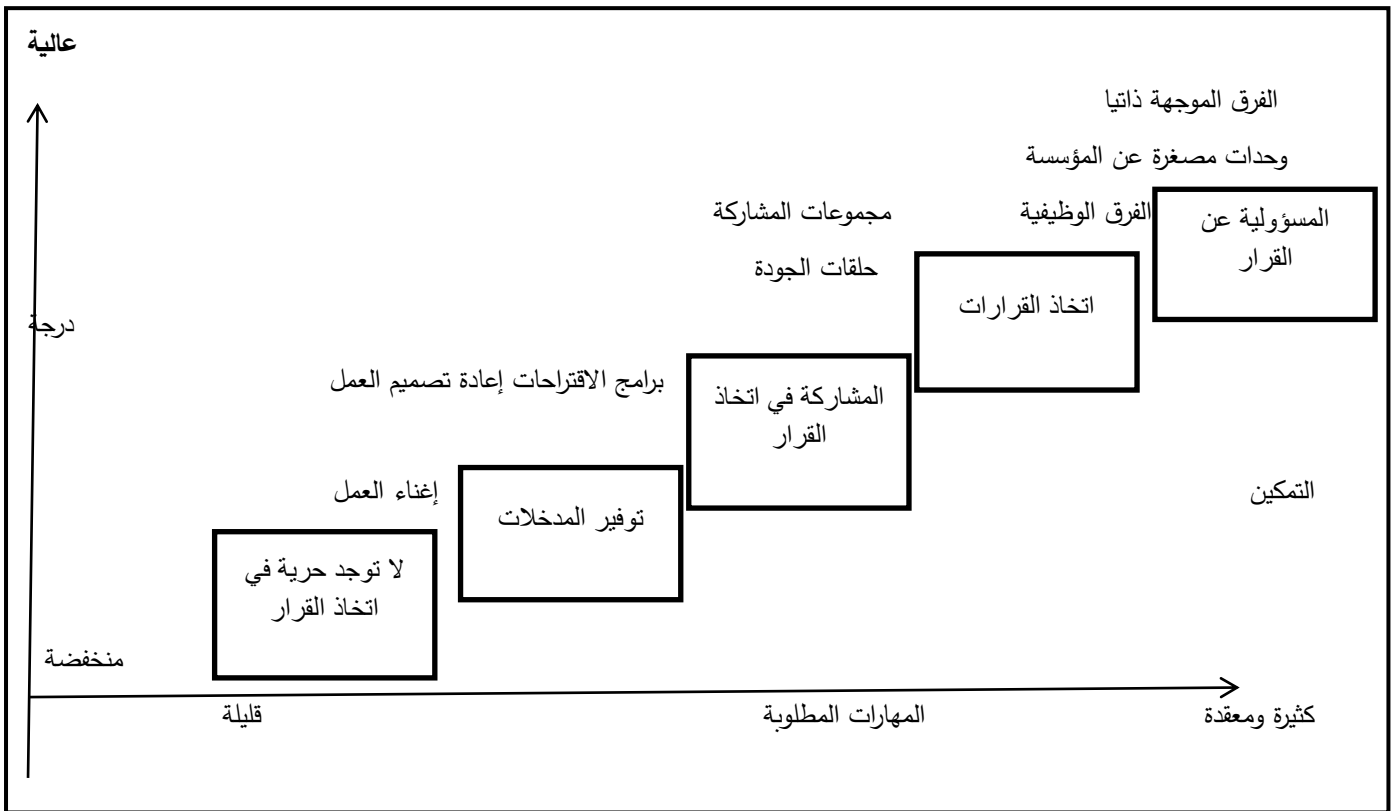 عالية
الفرق الموجهة ذاتيا
وحدات مصغرة عن المؤسسة
الفرق الوظيفية
المسؤولية عن
القرار
مجموعات المشاركة
حلقات الجودة
اتخاذ القرارات
درجة
برامج الاقتراحات إعادة تصميم العمل
المشاركة في اتخاذ
القرار
التمكين
إغناء العمل
توفير المدخلات
لا توجد حرية في
اتخاذ القرار
منخفضة
قليلة
المهارات المطلوبة
كثيرة ومعقدة